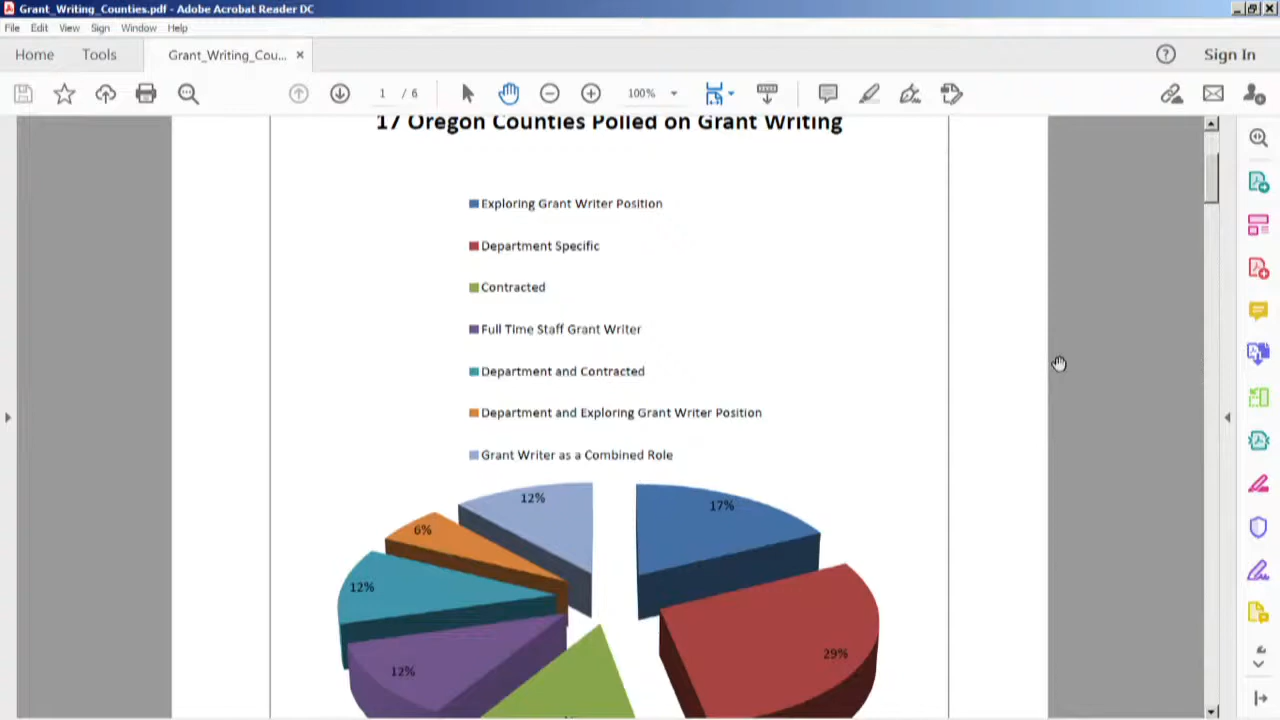 Grant_Writing_Counties.pdf - Adobe Acrobat Reader DC
File Edit View Sign Window Help
Home Tools Grant_Writing_Cou... × Sign In
1 / 6 100%
17 Oregon Counties Polled on Grant Writing
Exploring Grant Writer Position
Department Specific
Contracted
Full Time Staff Grant Writer
Department and Contracted
Department and Exploring Grant Writer Position
Grant Writer as a Combined Role
12% 17%
6%
12%
29%
12%